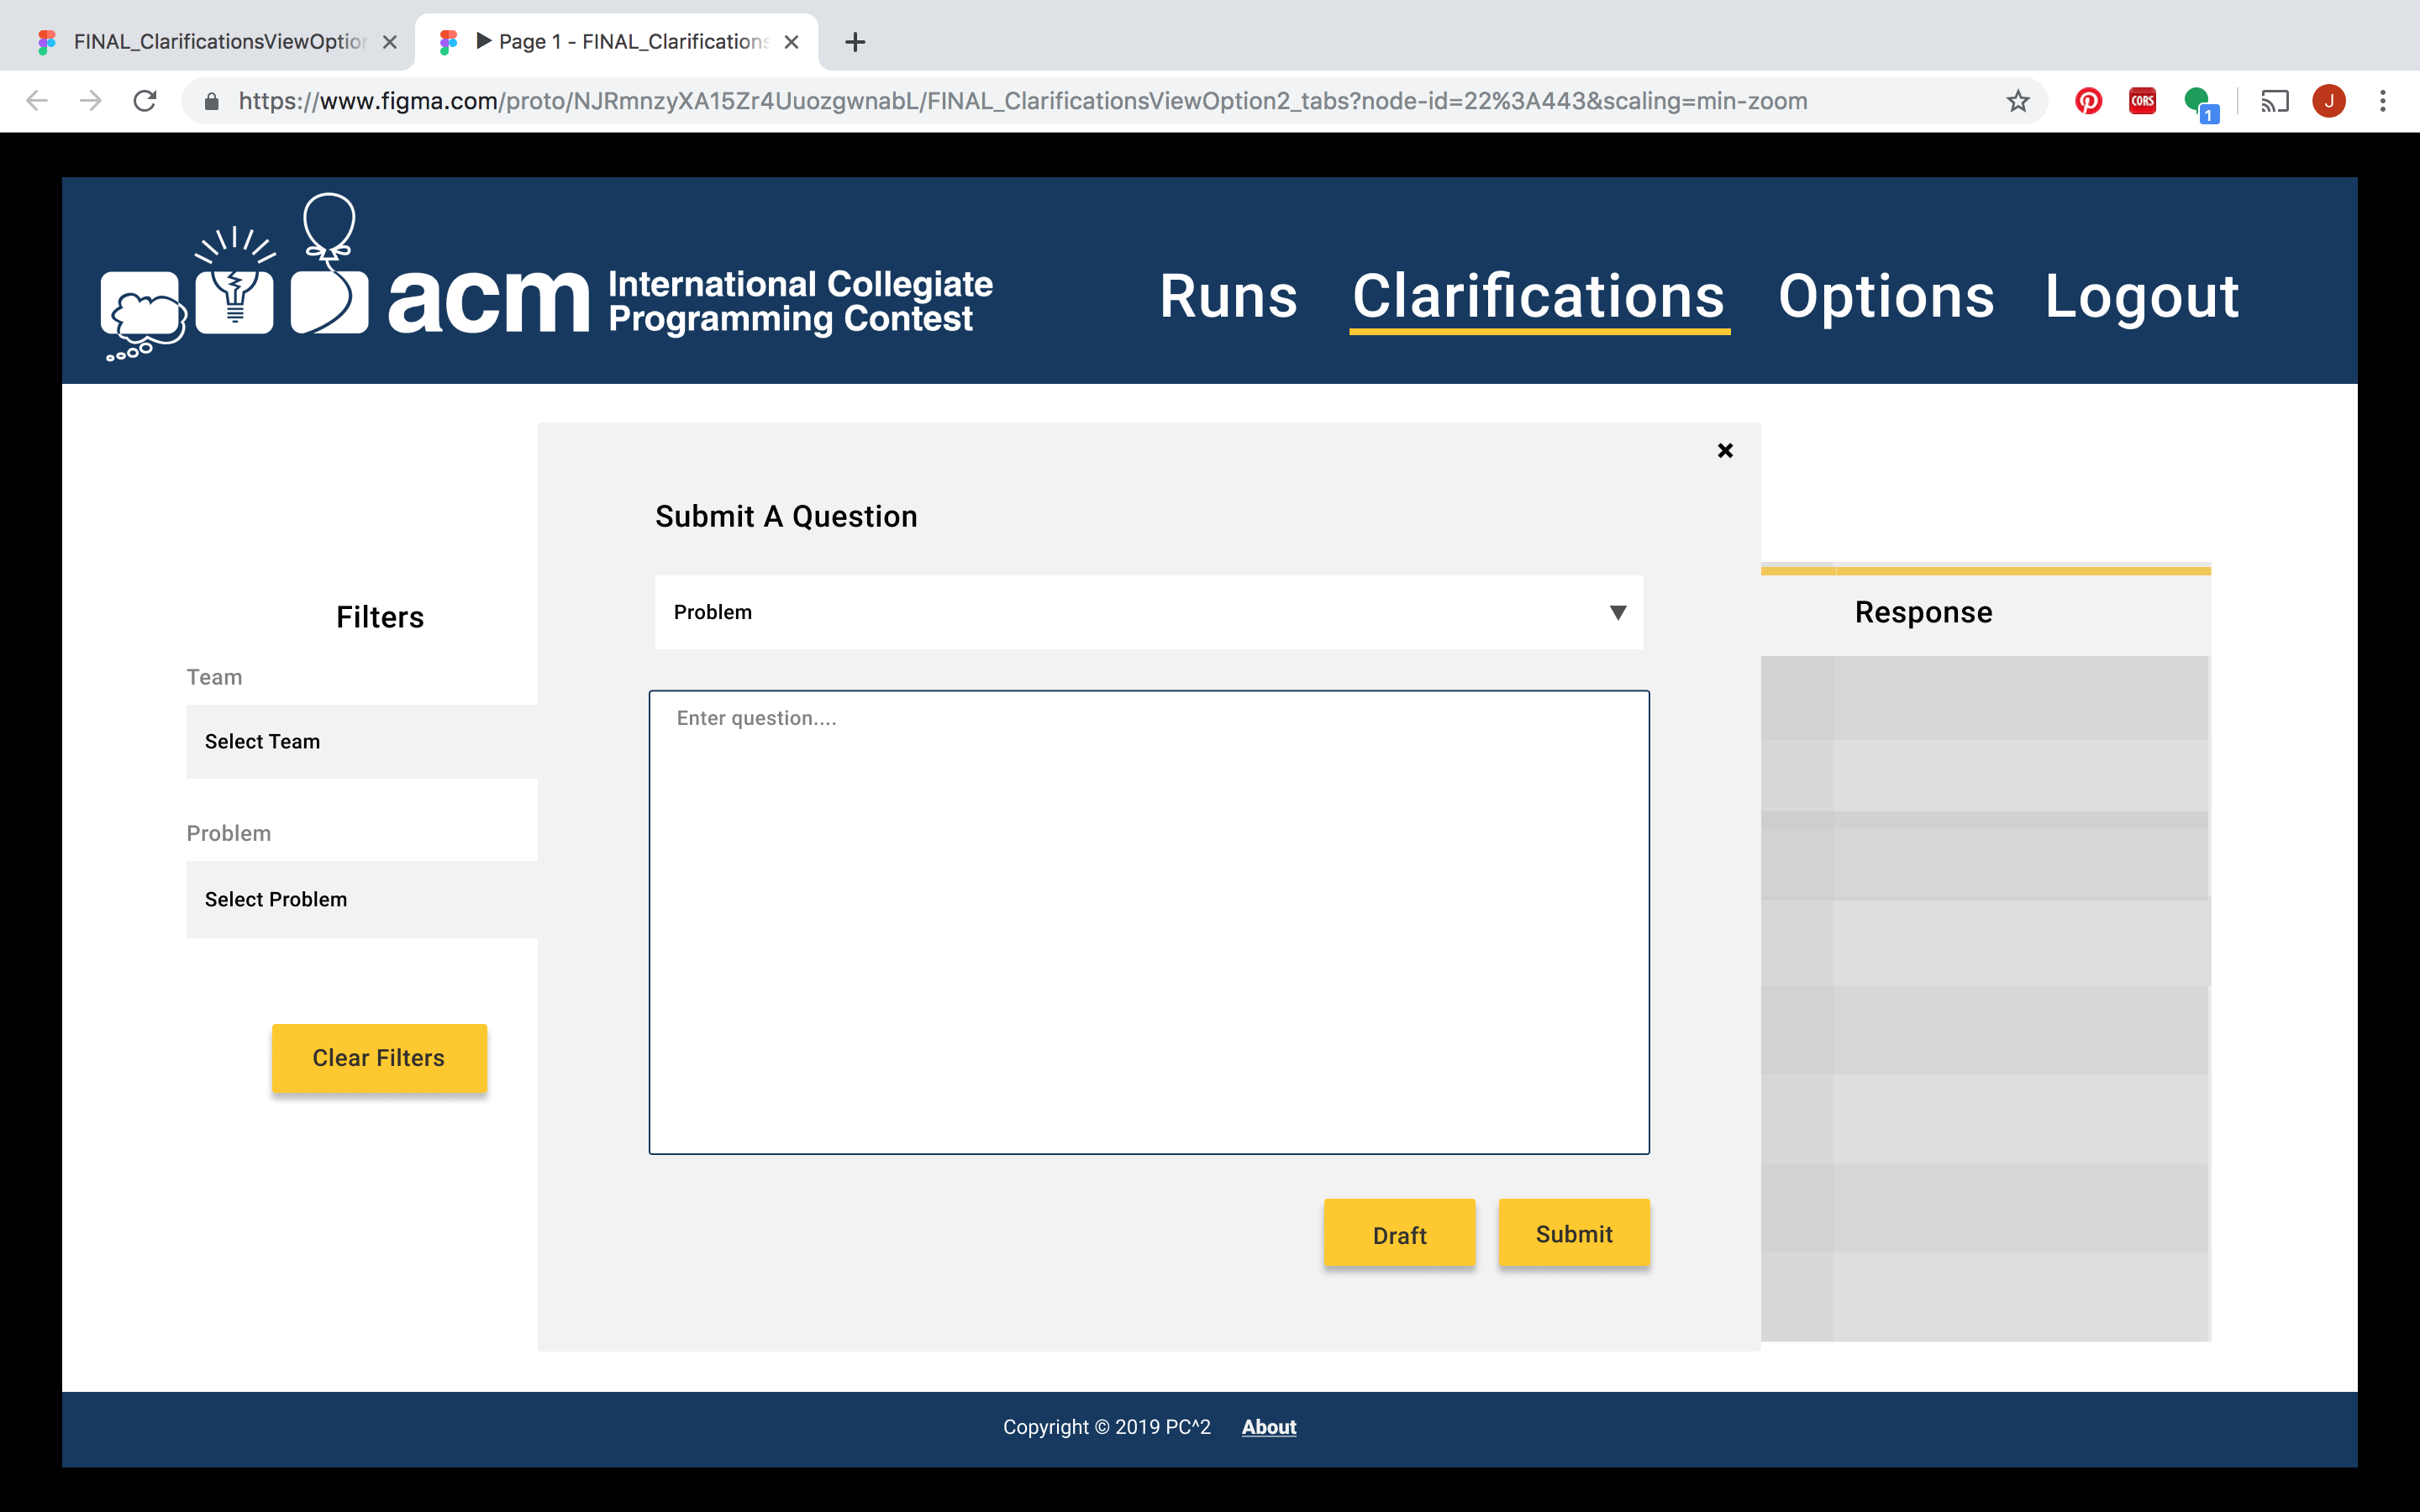 FINAL_ClarificationsViewOption
▶ Page 1 - FINAL_Clarifications
https://www.figma.com/proto/NJRmnzyXA15Zr4UuozgwnabL/FINAL_ClarificationsViewOption2_tabs?node-id=22%3A443&scaling=min-zoom
CORS
1
J
acm
International Collegiate
Programming Contest
Runs Clarifications Options Logout
Submit A Question
Problem
Enter question....
Draft Submit
Filters
Team
Select Team
Problem
Select Problem
Clear Filters
Response
Copyright © 2019 PC^2 About